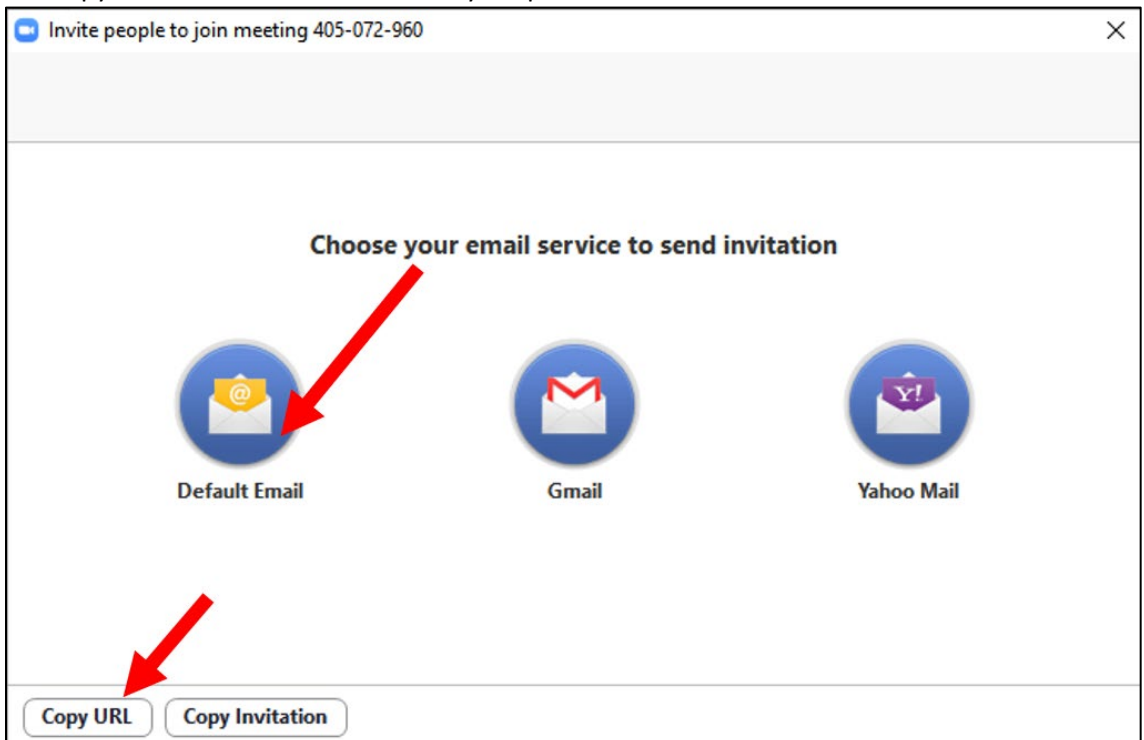 Invite people to join meeting 405-072-960
Choose your email service to send invitation
@
Y!
Default Email Gmail Yahoo Mail
Copy URL Copy Invitation